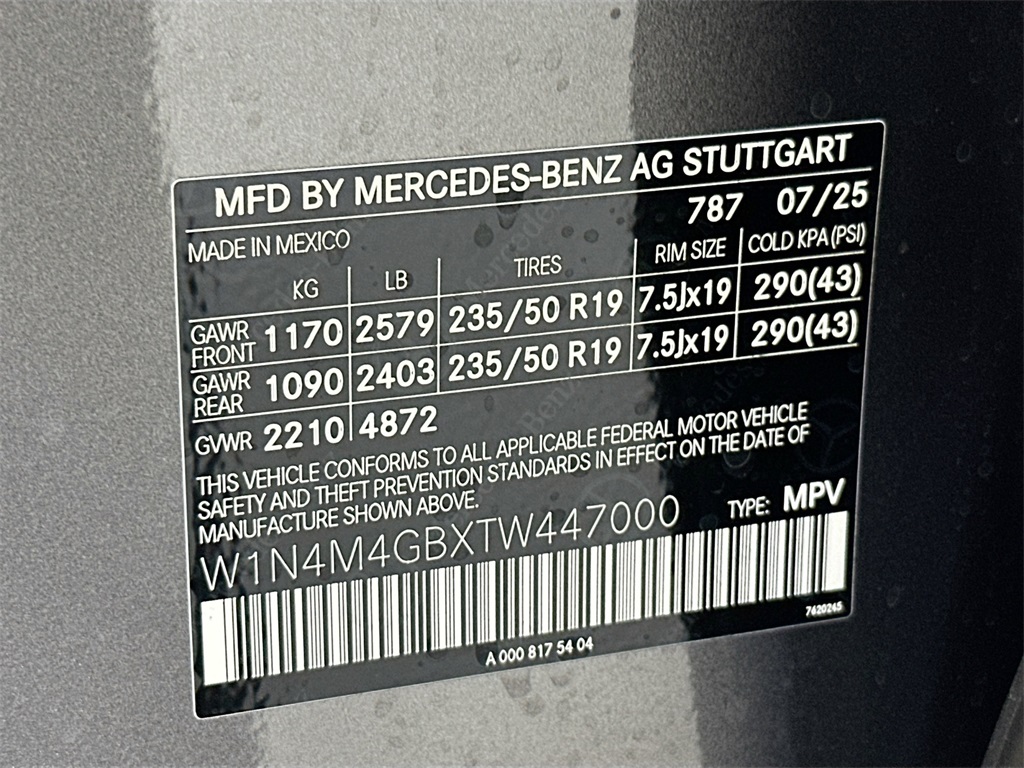 MFD BY MERCEDES-BENZ AG STUTTGART
787 07/25
MADE IN MEXICO
KG LB TIRES RIM SIZE COLD KPA (PSI)
GAWR FRONT 1170 2579 235/50 R19 7.5Jx19 290(43)
GAWR REAR 1090 2403 235/50 R19 7.5Jx19 290(43)
GVWR 2210 4872
THIS VEHICLE CONFORMS TO ALL APPLICABLE FEDERAL MOTOR VEHICLE
SAFETY AND THEFT PREVENTION STANDARDS IN EFFECT ON THE DATE OF
MANUFACTURE SHOWN ABOVE.
W1N4M4GBXTW447000 TYPE: MPV
7620245
A 000 817 54 04